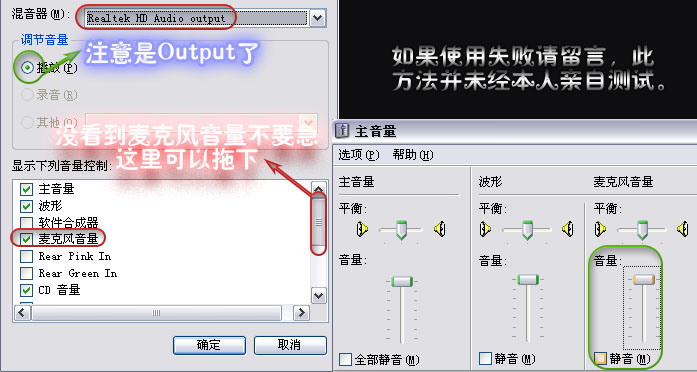 混音器(M):
Realtek HD Audio output
调节音量
注意是Output了
播放(P)
录音(R)
其他(O)
没看到麦克风音量不要急
这里可以拖下
显示下列音量控制:
主音量
波形
软件合成器
麦克风音量
Rear Pink In
Rear Green In
CD 音量
确定
取消
如果使用失败请留言，此
方法并未经本人亲自测试。
主音量
选项(P) 帮助(H)
主音量
平衡:
音量:
全部静音(M)
波形
平衡:
音量:
静音(M)
麦克风音量
平衡:
音量:
静音(M)